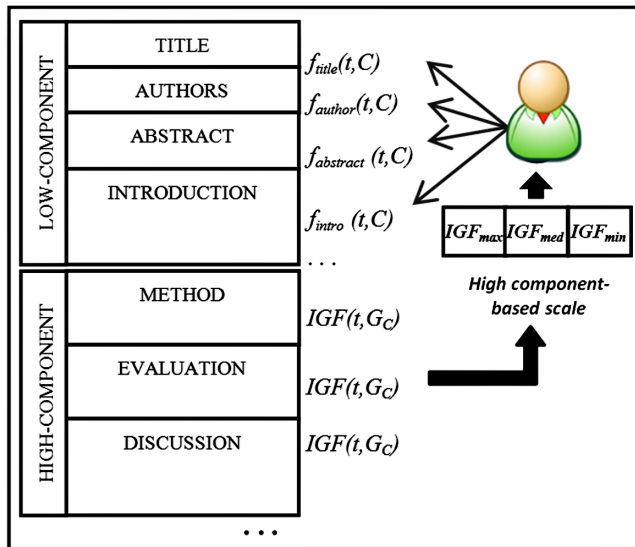 LOW-COMPONENT
TITLE
f_title(t,C)
AUTHORS
f_author(t,C)
ABSTRACT
f_abstract (t,C)
INTRODUCTION
f_intro (t,C)
. . .
IGF_max IGF_med IGF_min
High component-
based scale
HIGH-COMPONENT
METHOD
IGF(t,G_C)
EVALUATION
IGF(t,G_C)
DISCUSSION
IGF(t,G_C)
. . .